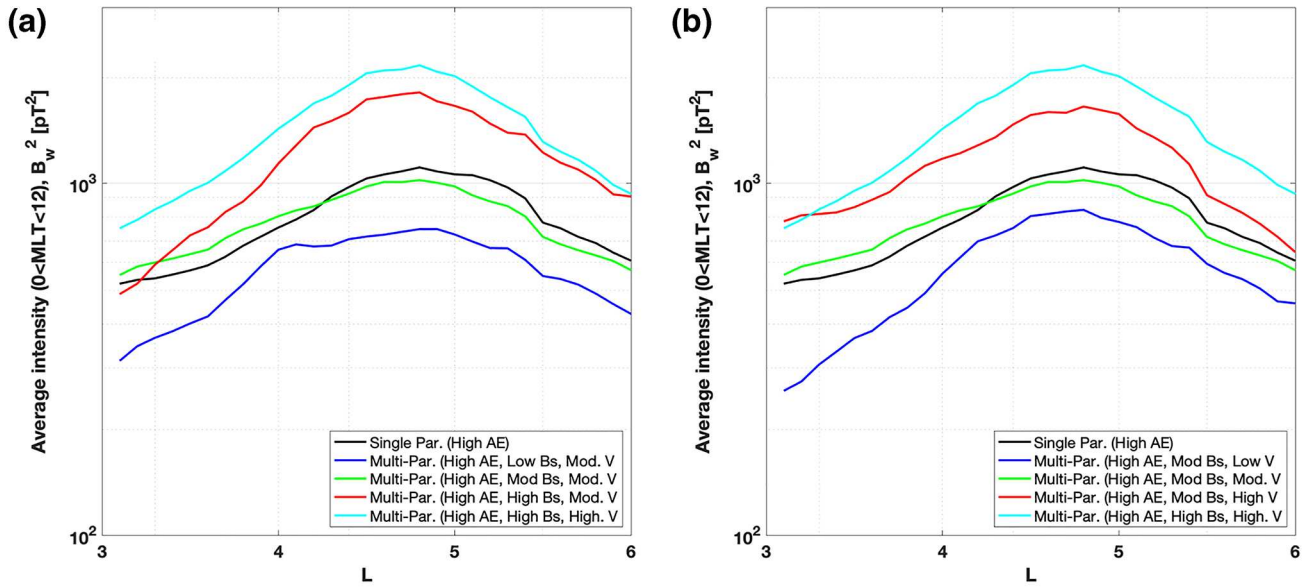 (a)
Average intensity (0<MLT<12), B_w^2 [pT^2]
10^3
10^2
3 4 5 6
L
Single Par. (High AE)
Multi-Par. (High AE, Low Bs, Mod. V
Multi-Par. (High AE, Mod Bs, Mod. V
Multi-Par. (High AE, High Bs, Mod. V
Multi-Par. (High AE, High Bs, High. V
(b)
Average intensity (0<MLT<12), B_w^2 [pT^2]
10^3
10^2
3 4 5 6
L
Single Par. (High AE)
Multi-Par. (High AE, Mod Bs, Low V
Multi-Par. (High AE, Mod Bs, Mod. V
Multi-Par. (High AE, Mod Bs, High V
Multi-Par. (High AE, High Bs, High. V